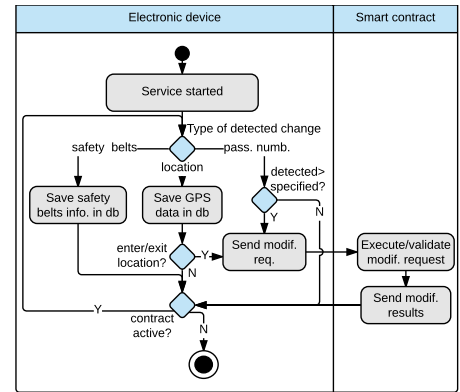 Electronic device
Smart contract
Service started
Type of detected change
safety belts
location
pass. numb.
detected>
specified?
Save safety
belts info. in db
Save GPS
data in db
Y
N
enter/exit
location?
Y
Send modif.
req.
Execute/validate
modif. request
N
Send modif.
results
Y
contract
active?
N